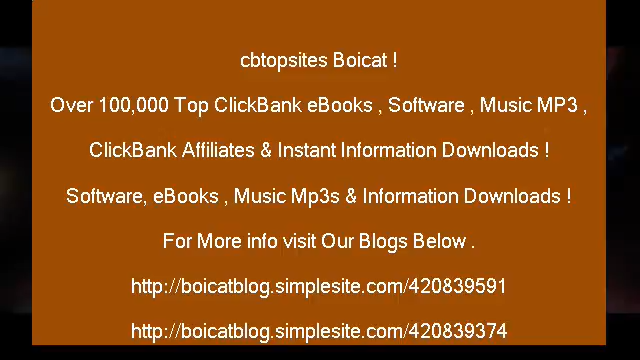 cbtopsites Boicat !
Over 100,000 Top ClickBank eBooks , Software , Music MP3 ,
ClickBank Affiliates & Instant Information Downloads !
Software, eBooks , Music Mp3s & Information Downloads !
For More info visit Our Blogs Below .
http://boicatblog.simplesite.com/420839591
http://boicatblog.simplesite.com/420839374